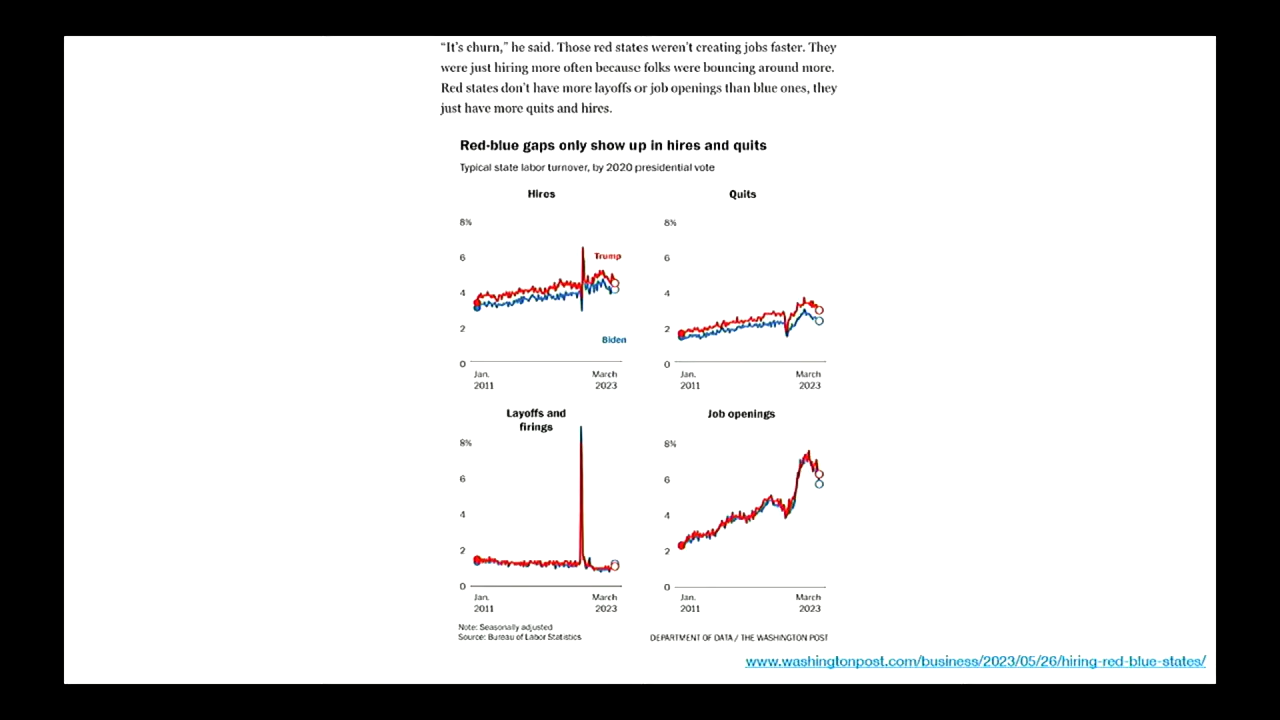 “It’s churn,” he said. Those red states weren’t creating jobs faster. They
were just hiring more often because folks were bouncing around more.
Red states don’t have more layoffs or job openings than blue ones, they
just have more quits and hires.
Red-blue gaps only show up in hires and quits
Typical state labor turnover, by 2020 presidential vote
Hires
8%
6
4
2
0
Trump
Biden
Jan.
2011
March
2023
Quits
8%
6
4
2
0
Jan.
2011
March
2023
Layoffs and
firings
8%
6
4
2
0
Jan.
2011
March
2023
Job openings
8%
6
4
2
0
Jan.
2011
March
2023
Note: Seasonally adjusted
Source: Bureau of Labor Statistics
DEPARTMENT OF DATA / THE WASHINGTON POST
www.washingtonpost.com/business/2023/05/26/hiring-red-blue-states/